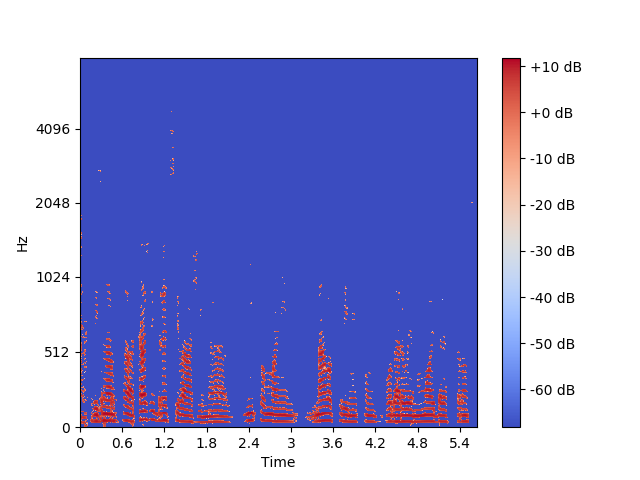 +10 dB
4096
+0 dB
-10 dB
2048
-20 dB
Hz
-30 dB
1024
-40 dB
512
-50 dB
-60 dB
0
0 0.6 1.2 1.8 2.4 3 3.6 4.2 4.8 5.4
Time